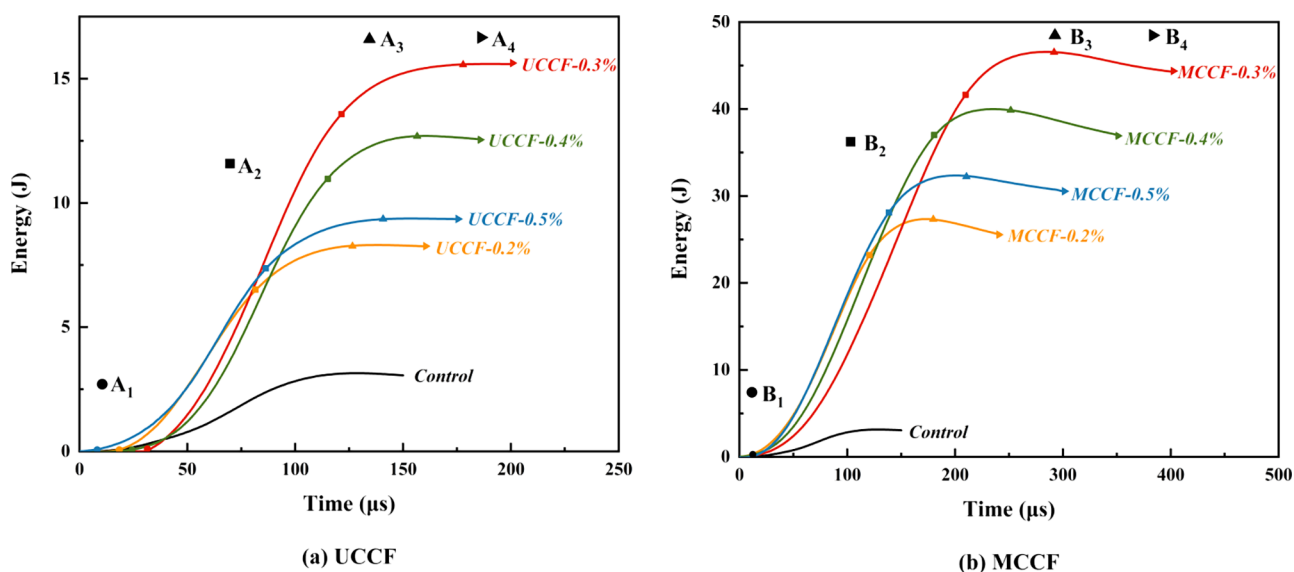 A₃
A₄
UCCF-0.3%
15
UCCF-0.4%
A₂
10
UCCF-0.5%
UCCF-0.2%
5
Control
A₁
0
0
50
100
150
200
250
Energy (J)
Time (μs)
(a) UCCF
50
B₃
B₄
MCCF-0.3%
40
MCCF-0.4%
B₂
30
MCCF-0.5%
MCCF-0.2%
20
10
B₁
Control
0
0
100
200
300
400
500
Energy (J)
Time (μs)
(b) MCCF